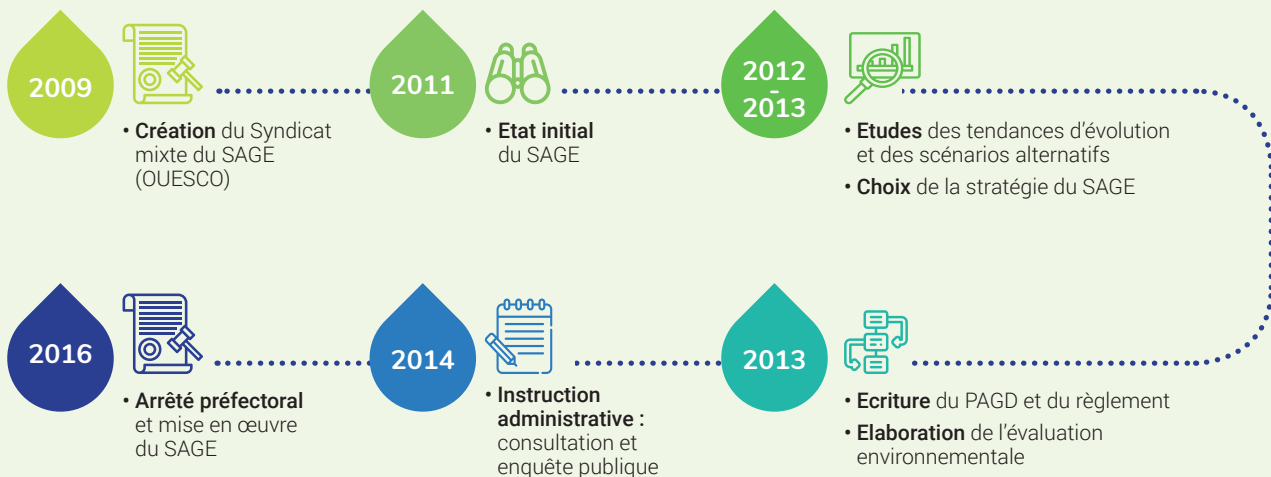 2009
• Création du Syndicat
mixte du SAGE
(OUESCO)
2011
• Etat initial
du SAGE
2012
-
2013
• Etudes des tendances d'évolution
et des scénarios alternatifs
• Choix de la stratégie du SAGE
2013
• Ecriture du PAGD et du règlement
• Elaboration de l'évaluation
environnementale
2014
• Instruction
administrative :
consultation et
enquête publique
2016
• Arrêté préfectoral
et mise en œuvre
du SAGE